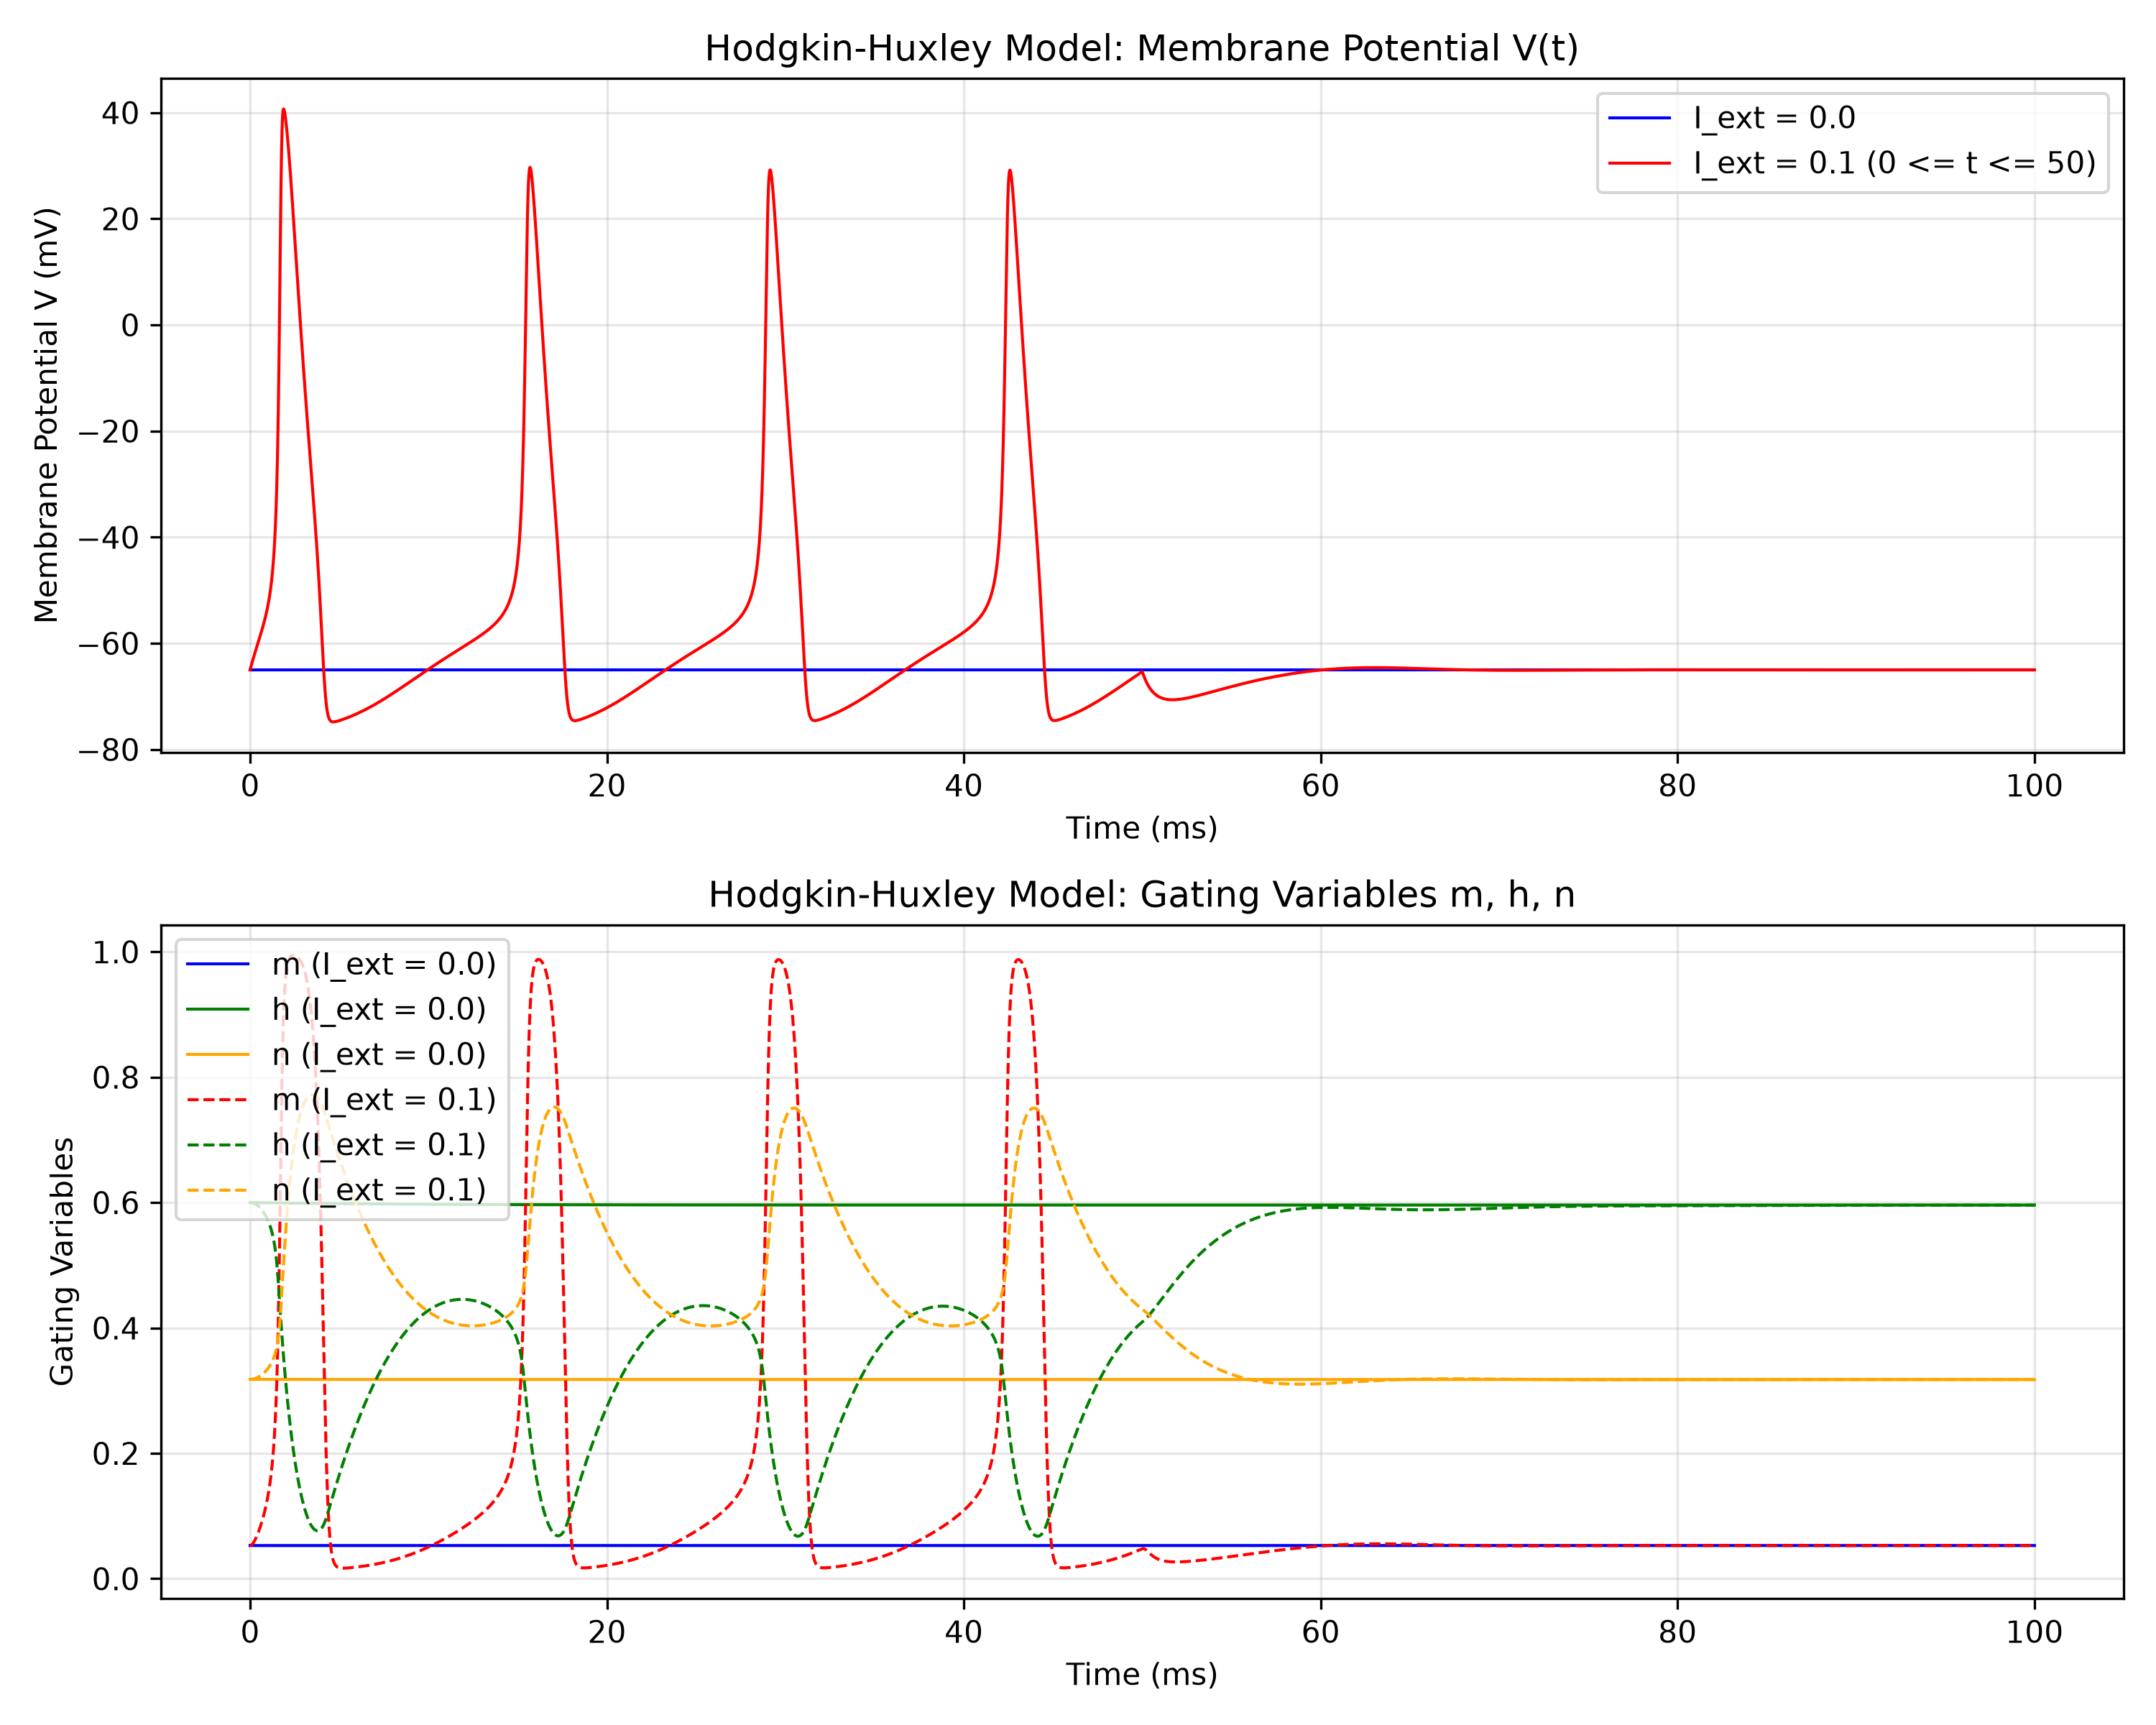 Hodgkin-Huxley Model: Membrane Potential V(t)
Membrane Potential V (mV)
40
20
0
−20
−40
−60
−80
I_ext = 0.0
I_ext = 0.1 (0 <= t <= 50)
0 20 40 60 80 100
Time (ms)
Hodgkin-Huxley Model: Gating Variables m, h, n
Gating Variables
1.0
0.8
0.6
0.4
0.2
0.0
m (I_ext = 0.0)
h (I_ext = 0.0)
n (I_ext = 0.0)
m (I_ext = 0.1)
h (I_ext = 0.1)
n (I_ext = 0.1)
0 20 40 60 80 100
Time (ms)